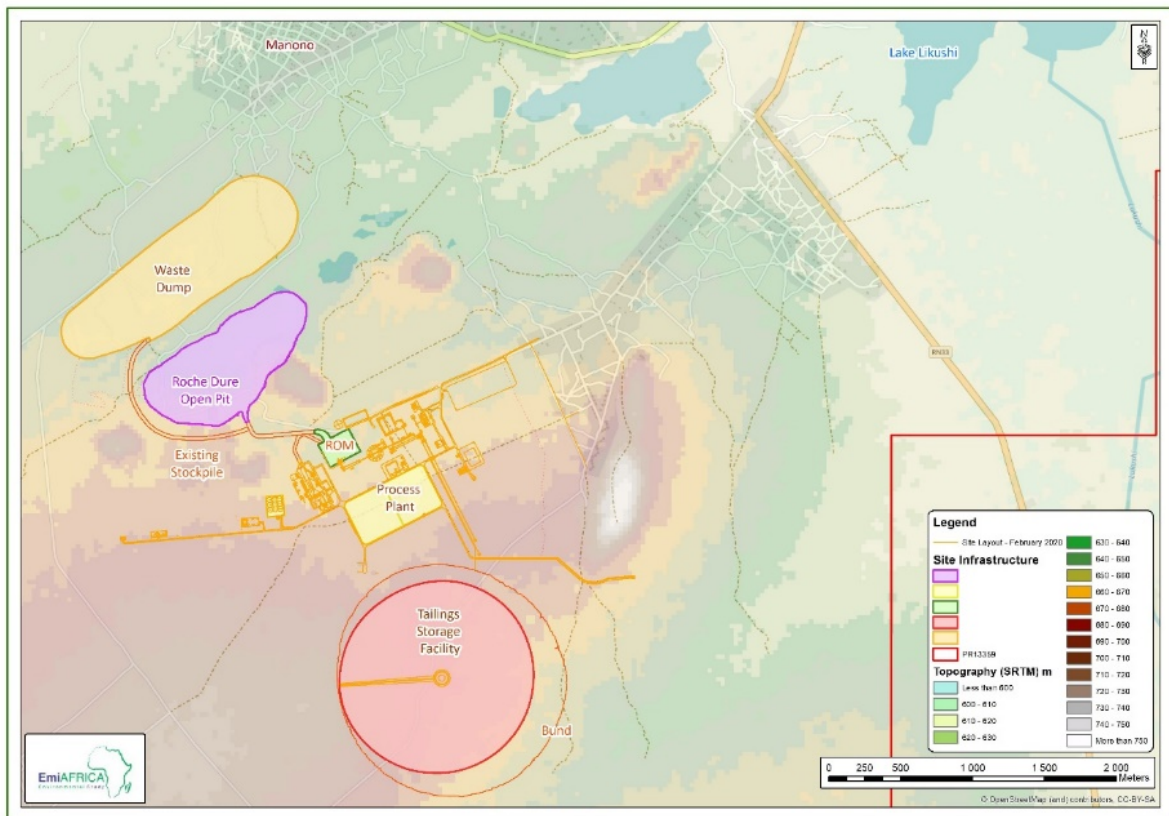 Manono
Lake Likushi
N
Waste
Dump
Roche Dure
Open Pit
RN33
ROM
Existing
Stockpile
Process
Plant
Tailings
Storage
Facility
Bund
Legend
Site Layout - February 2020
Site Infrastructure
PR13359
Topography (SRTM) m
Less than 600
600 - 610
610 - 620
620 - 630
630 - 640
640 - 650
650 - 660
660 - 670
670 - 680
680 - 690
690 - 700
700 - 710
710 - 720
720 - 730
730 - 740
740 - 750
More than 750
0 250 500 1 000 1 500 2 000
Meters
EmiAFRICA
© OpenStreetMap (and) contributors, CC-BY-SA